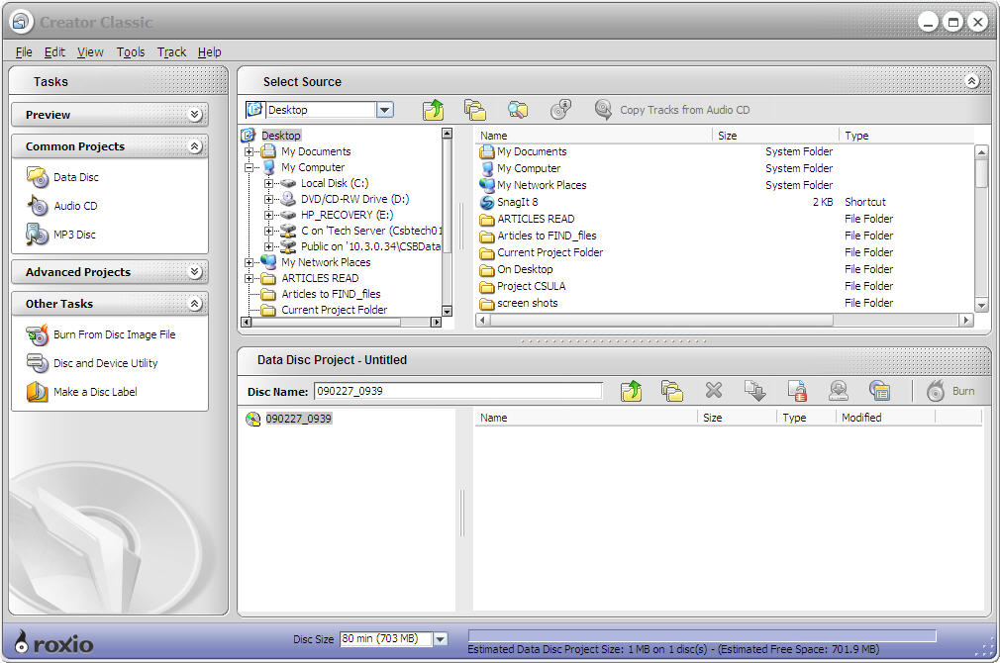 Creator Classic
File Edit View Tools Track Help
Tasks
Preview
Common Projects
Data Disc
Audio CD
MP3 Disc
Advanced Projects
Other Tasks
Burn From Disc Image File
Disc and Device Utility
Make a Disc Label
Select Source
Desktop
Copy Tracks from Audio CD
Desktop
My Documents
My Computer
Local Disk (C:)
DVD/CD-RW Drive (D:)
HP_RECOVERY (E:)
C on 'Tech Server (Csbtech01
Public on '10.3.0.34\CSBData
My Network Places
ARTICLES READ
Articles to FIND_files
Current Project Folder
Name Size Type
My Documents System Folder
My Computer System Folder
My Network Places System Folder
SnagIt 8 2 KB Shortcut
ARTICLES READ File Folder
Articles to FIND_files File Folder
Current Project Folder File Folder
On Desktop File Folder
Project CSULA File Folder
screen shots File Folder
Data Disc Project - Untitled
Disc Name: 090227_0939
Burn
090227_0939
Name Size Type Modified
roxio
Disc Size 80 min (703 MB)
Estimated Data Disc Project Size: 1 MB on 1 disc(s) - (Estimated Free Space: 701.9 MB)